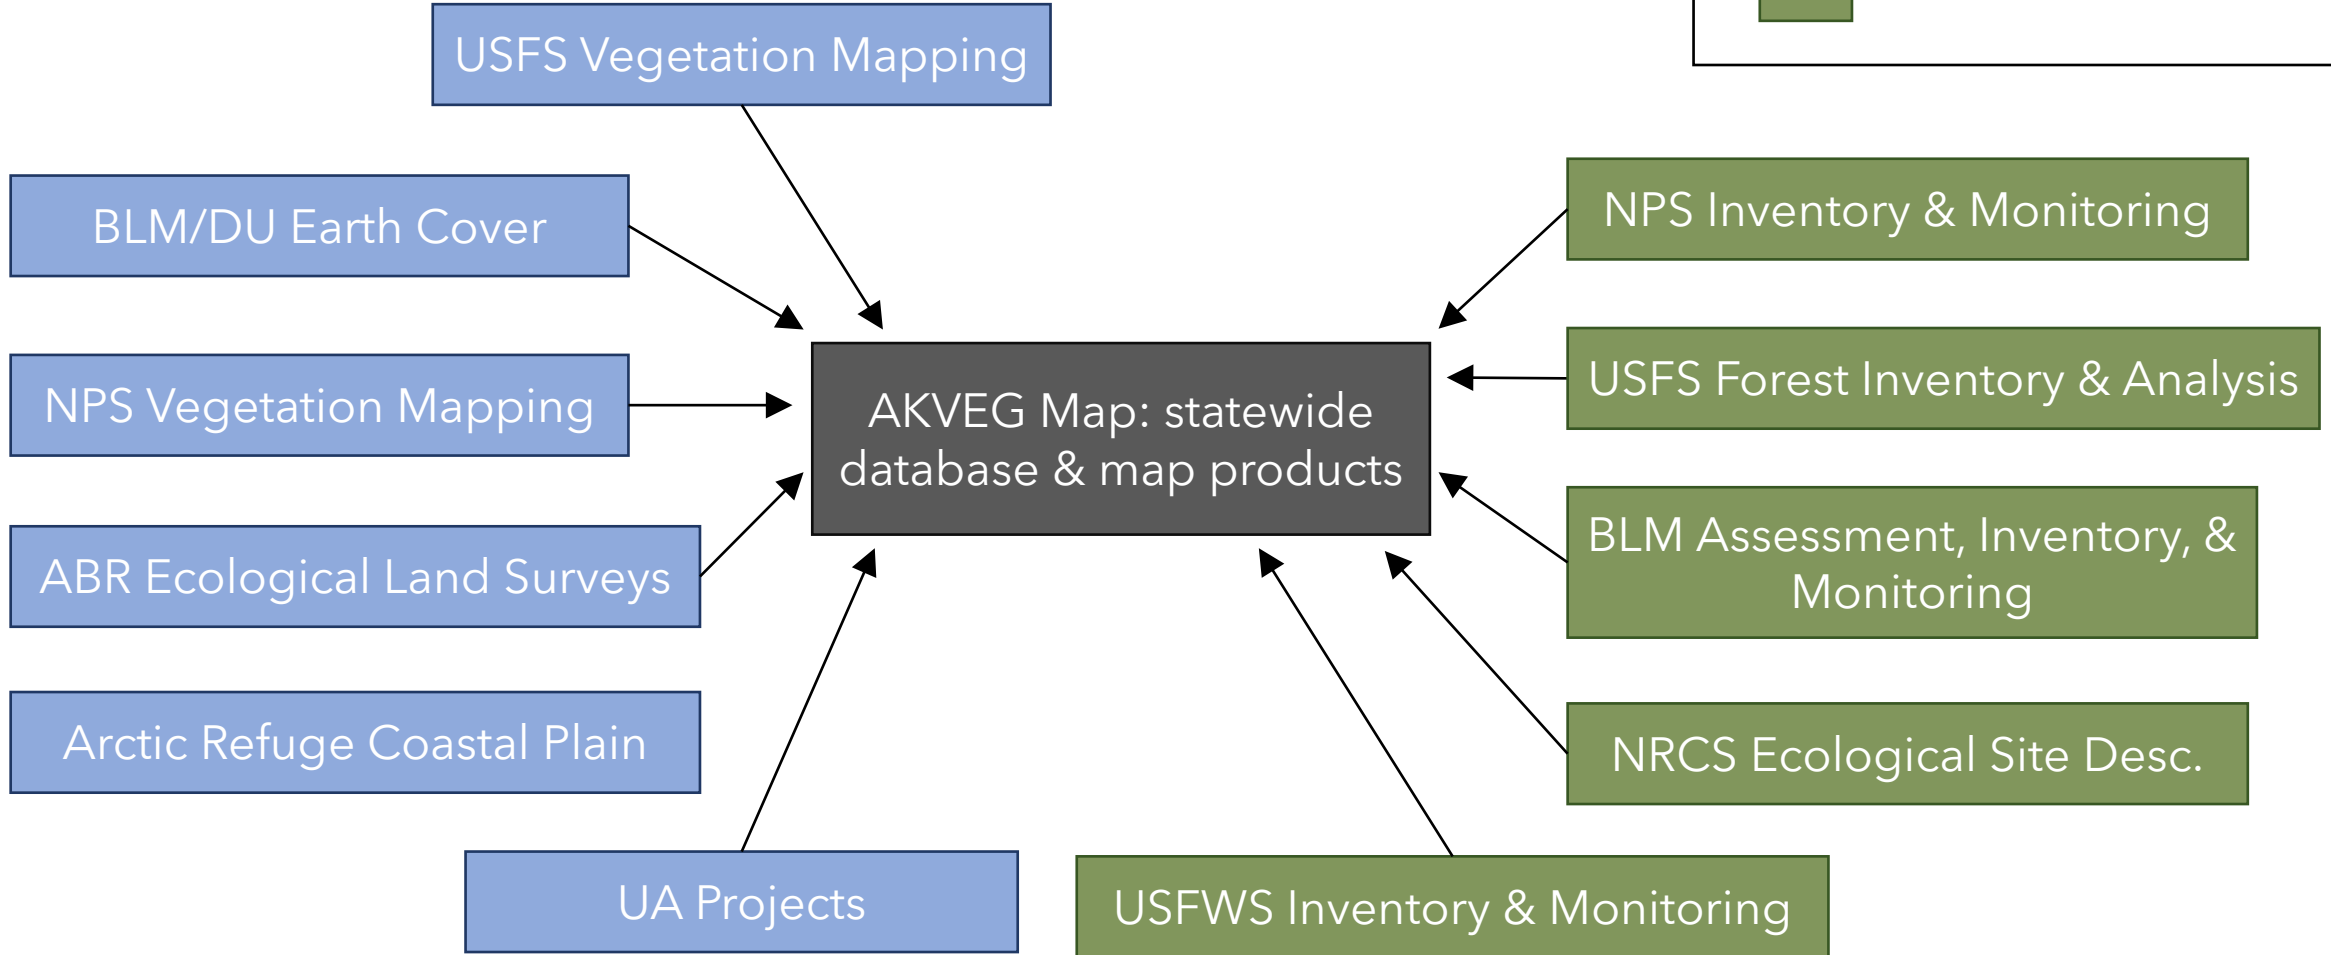 USFS Vegetation Mapping
BLM/DU Earth Cover
NPS Vegetation Mapping
ABR Ecological Land Surveys
Arctic Refuge Coastal Plain
UA Projects
AKVEG Map: statewide
database & map products
NPS Inventory & Monitoring
USFS Forest Inventory & Analysis
BLM Assessment, Inventory, &
Monitoring
NRCS Ecological Site Desc.
USFWS Inventory & Monitoring